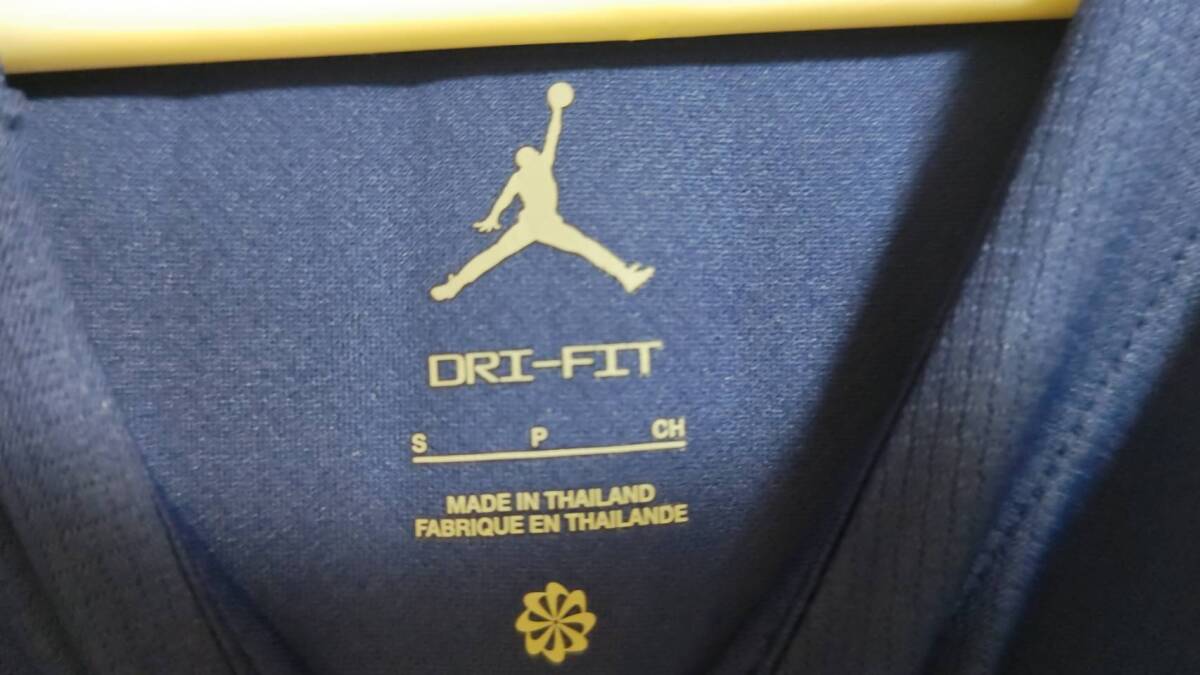 DRI-FIT
S P CH
MADE IN THAILAND
FABRIQUE EN THAILANDE